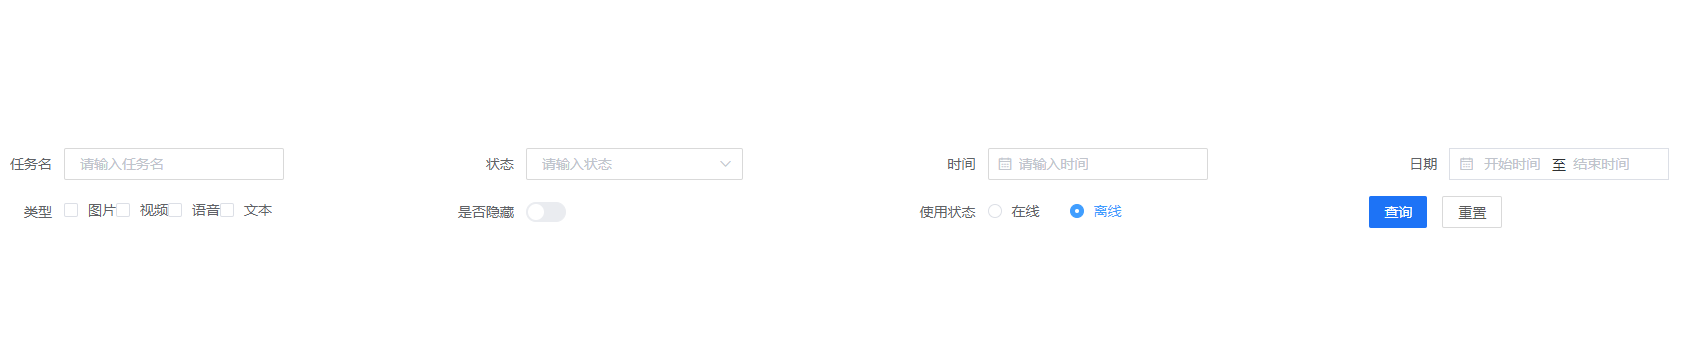 任务名 请输入任务名 状态 请输入状态 时间 请输入时间 日期 开始时间 至 结束时间
类型 图片 视频 语音 文本 是否隐藏 使用状态 在线 离线 查询 重置